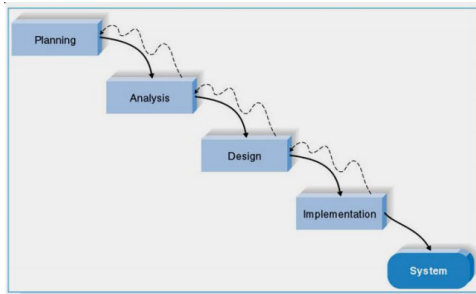 Planning
Analysis
Design
Implementation
System